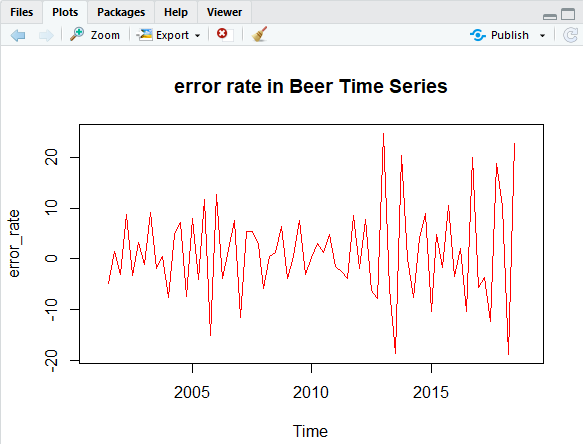 Files Plots Packages Help Viewer
Zoom Export Publish
error rate in Beer Time Series
error_rate
20
10
0
-10
-20
2005 2010 2015
Time